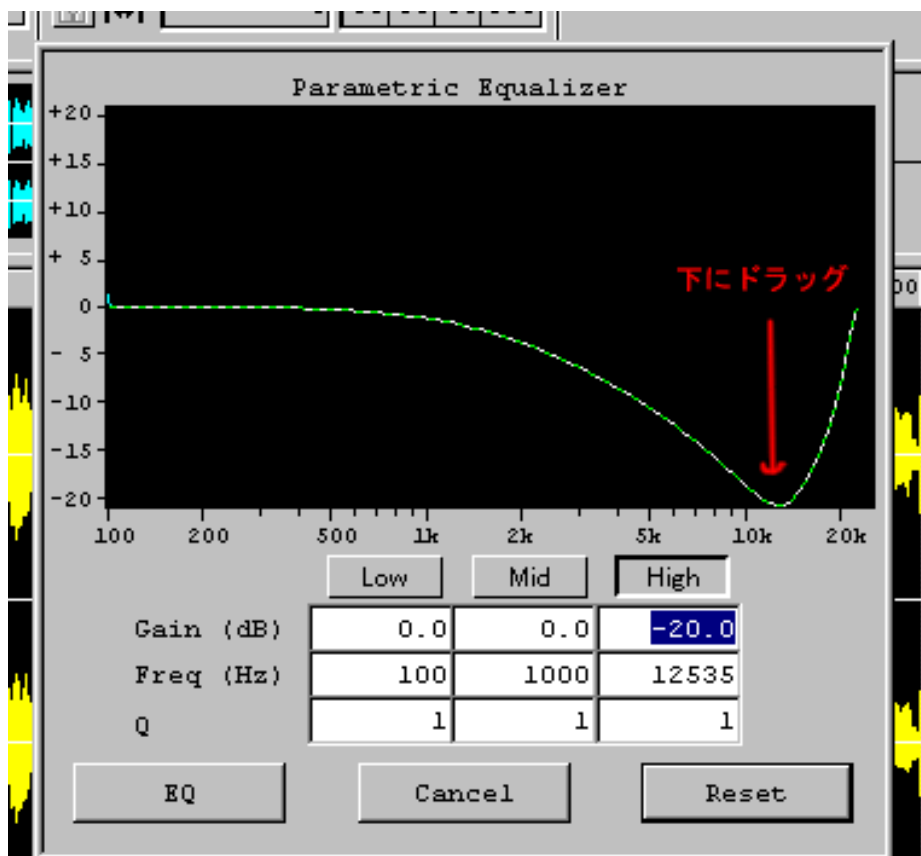 Parametric Equalizer
+20
+15
+10
+ 5
下にドラッグ
00
0
- 5
-10
-15
-20
100 200 500 1k 2k 5k 10k 20k
Low Mid High
Gain (dB) 0.0 0.0 -20.0
Freq (Hz) 100 1000 12535
Q 1 1 1
EQ Cancel Reset